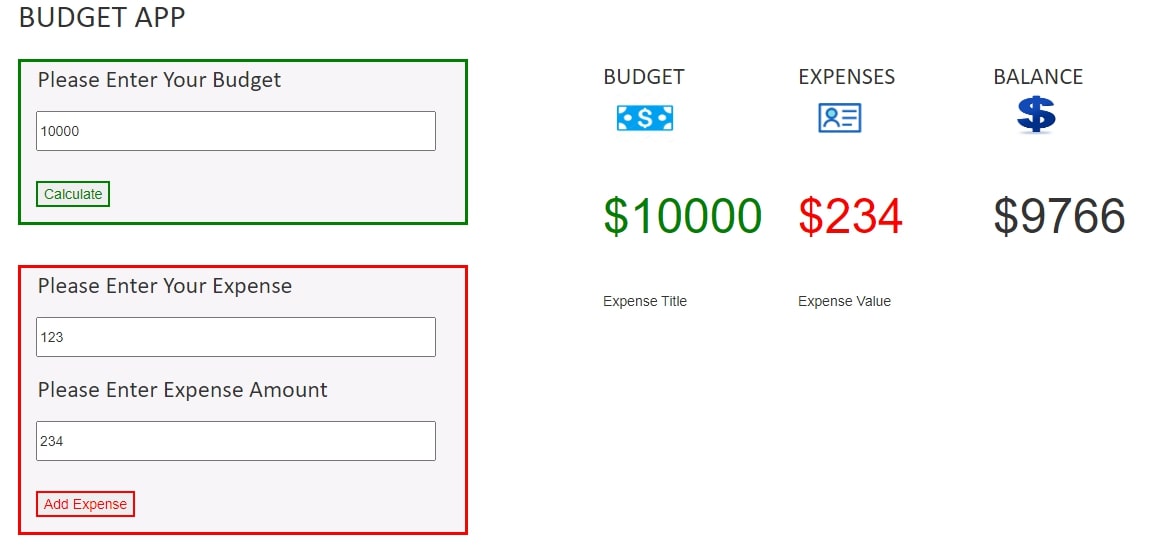 BUDGET APP
Please Enter Your Budget
10000
Calculate
Please Enter Your Expense
123
Please Enter Expense Amount
234
Add Expense
BUDGET EXPENSES BALANCE
$10000 $234 $9766
Expense Title Expense Value